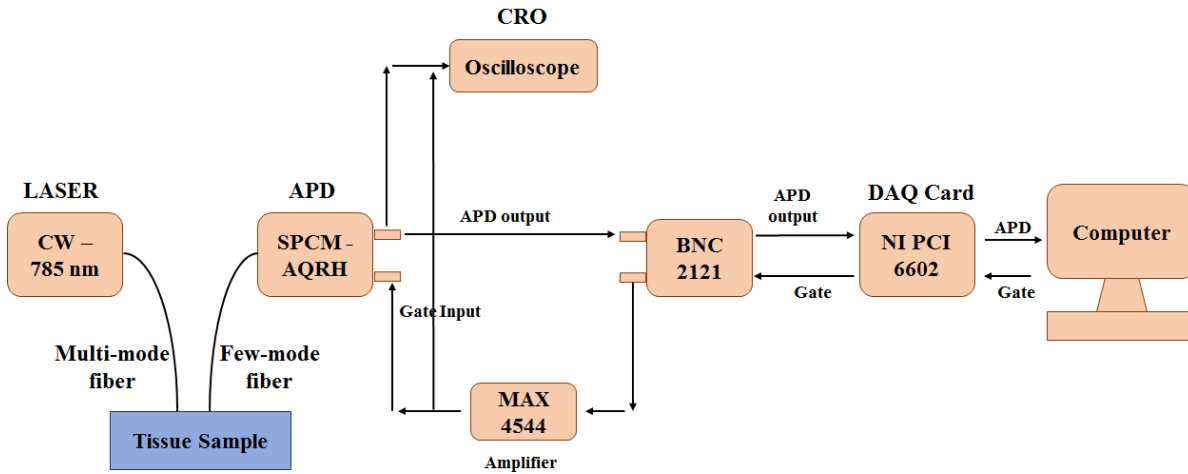 CRO
Oscilloscope
LASER
CW –
785 nm
APD
SPCM -
AQRH
APD output
Gate Input
BNC
2121
APD
output
Gate
DAQ Card
NI PCI
6602
APD
Gate
Computer
Multi-mode
fiber
Few-mode
fiber
MAX
4544
Amplifier
Tissue Sample